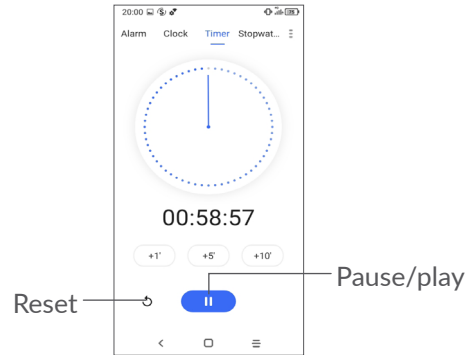 20:00
Alarm Clock Timer Stopwat...
00:58:57
+1' +5' +10'
Pause/play
Reset